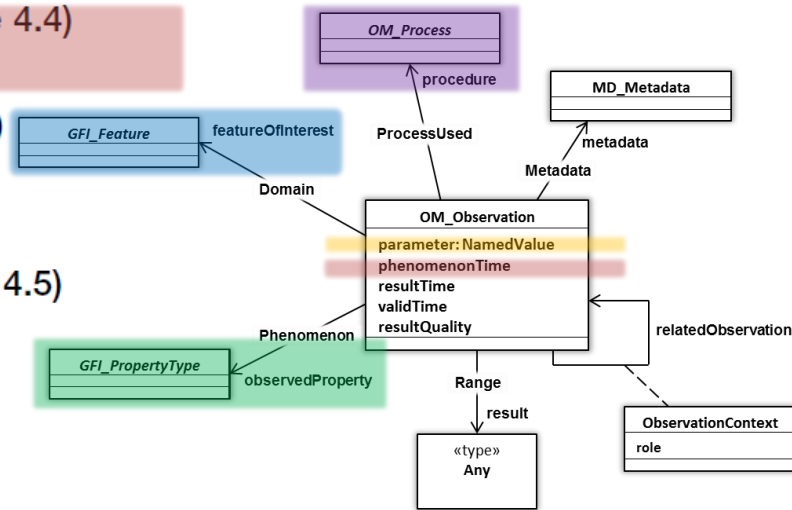 4.4)
OM_Process
procedure
MD_Metadata
GFI_Feature
featureOfInterest
ProcessUsed
metadata
Metadata
Domain
OM_Observation
parameter: NamedValue
phenomenonTime
resultTime
validTime
resultQuality
4.5)
Phenomenon
relatedObservation
GFI_PropertyType
observedProperty
Range
result
ObservationContext
role
«type»
Any